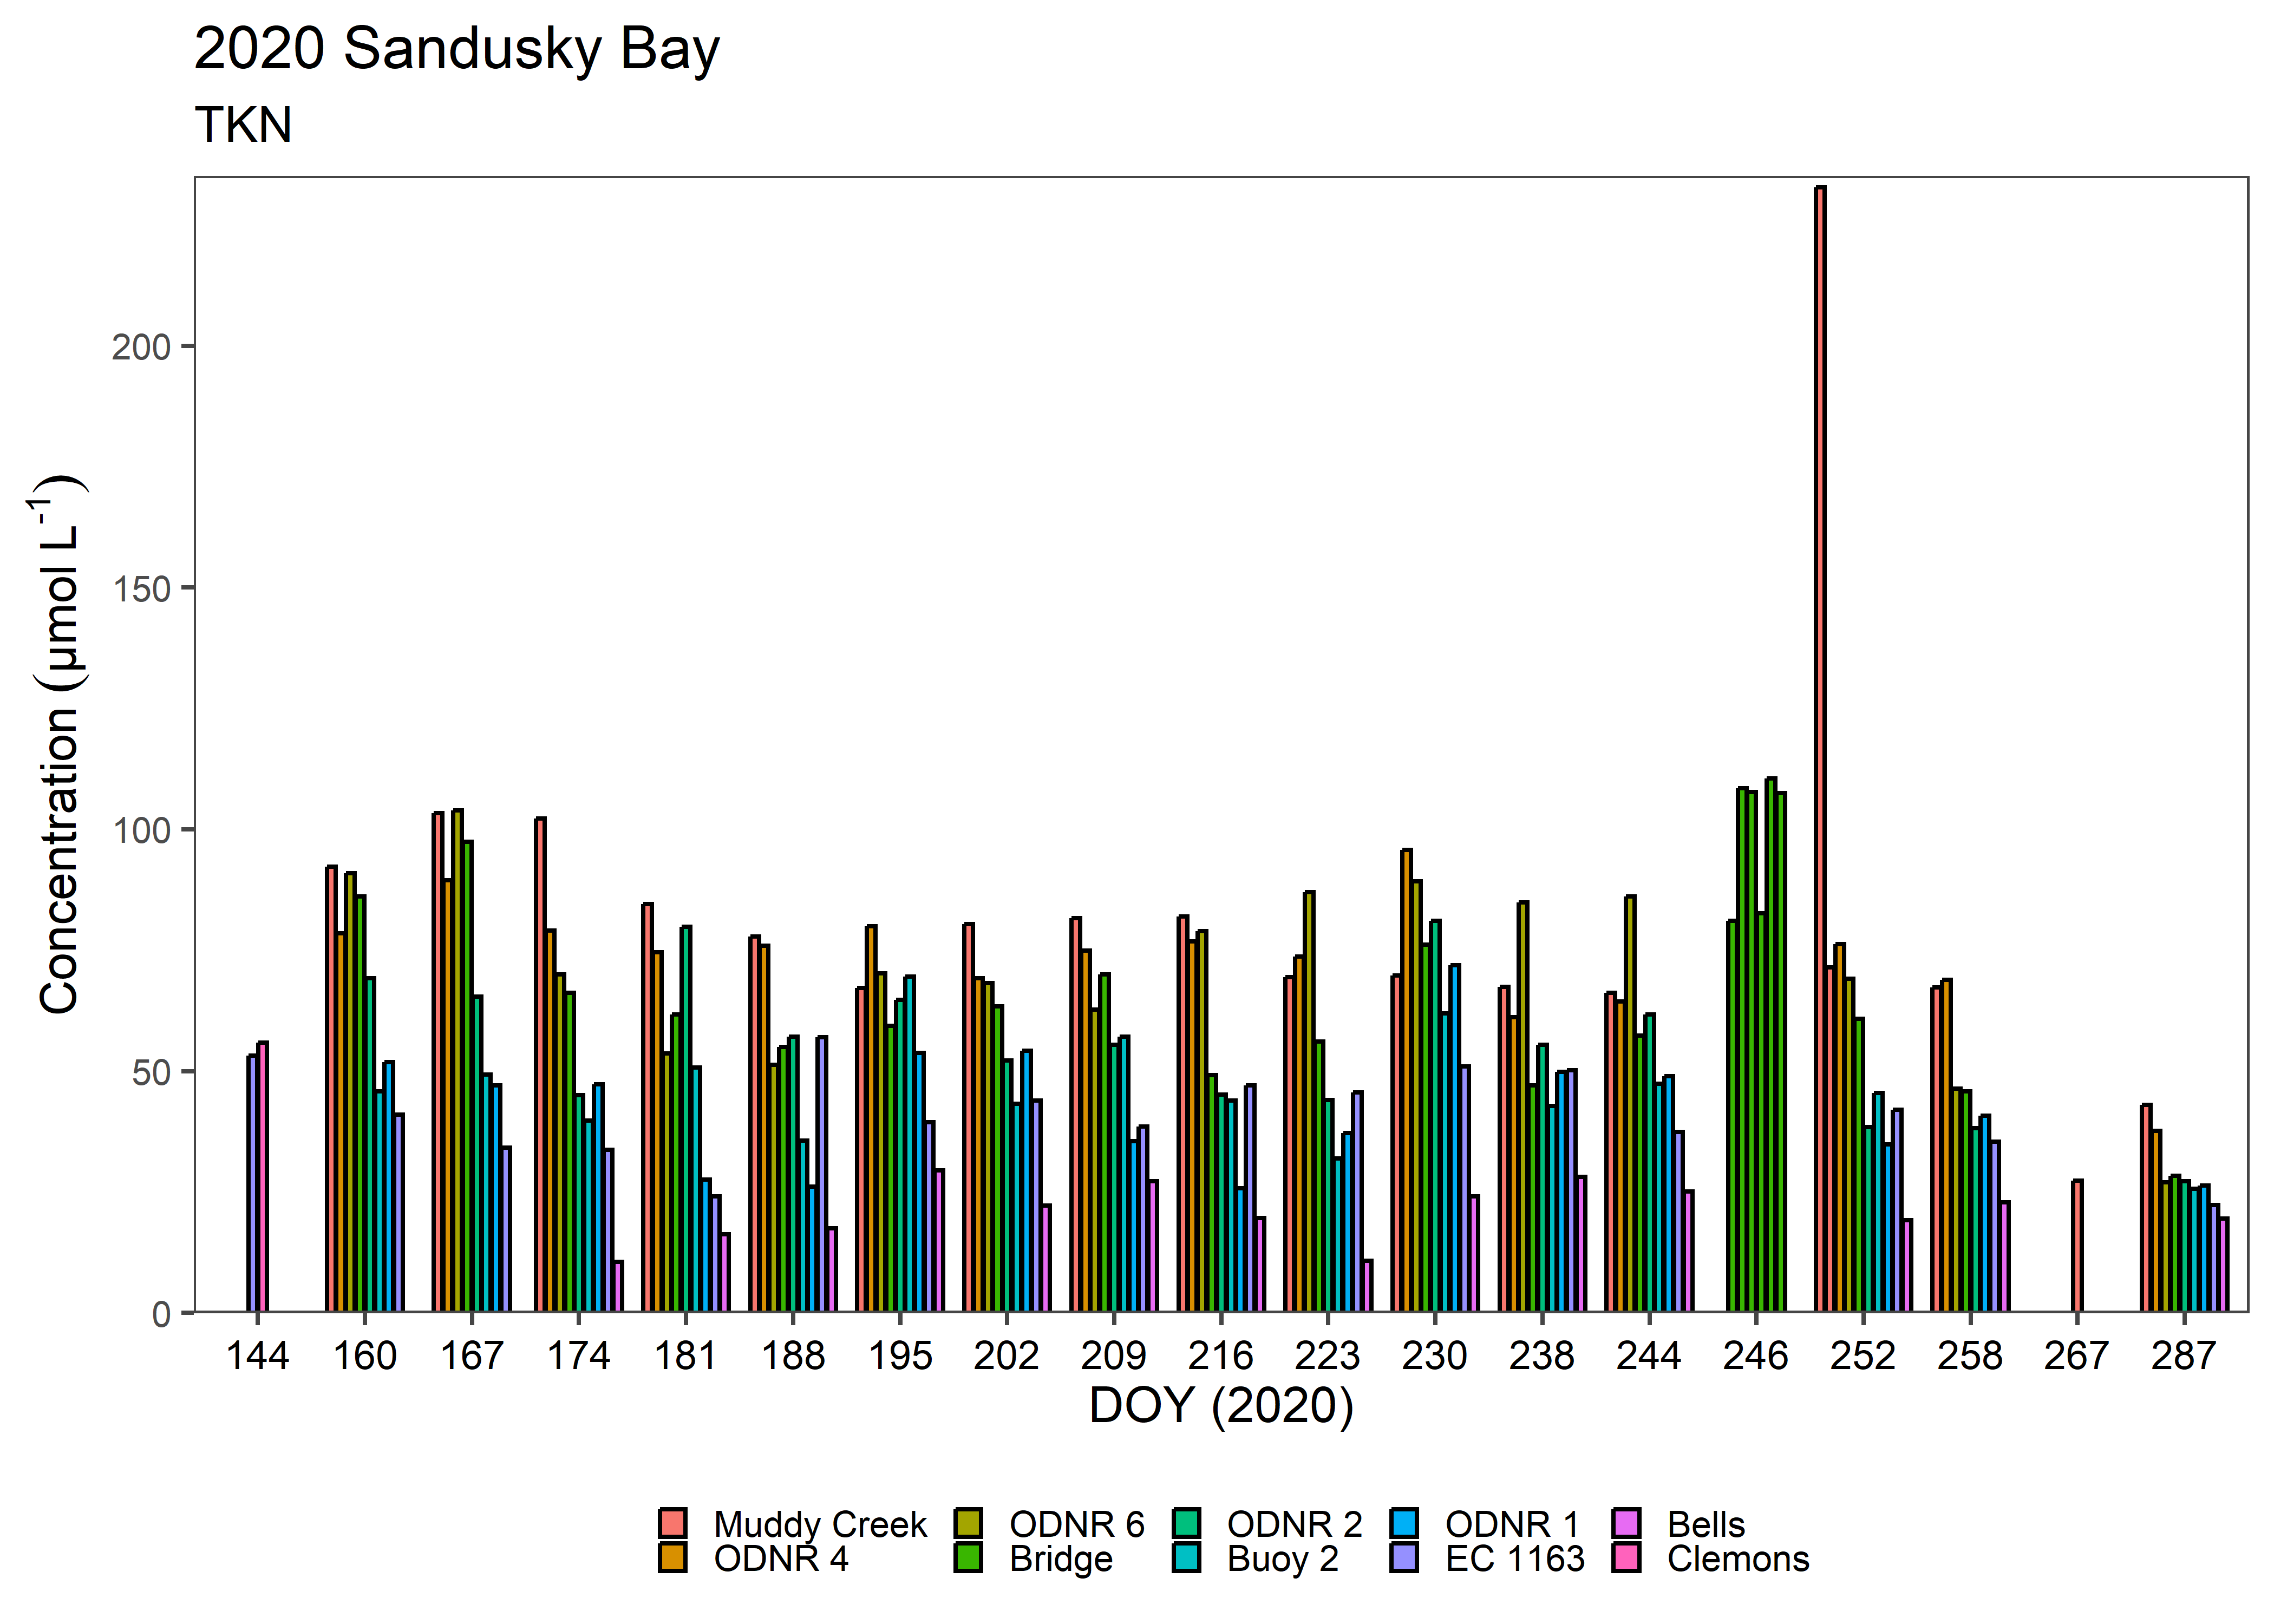 2020 Sandusky Bay
TKN
Concentration (µmol L-1)
200
150
100
50
0
144 160 167 174 181 188 195 202 209 216 223 230 238 244 246 252 258 267 287
DOY (2020)
Muddy Creek ODNR 6 ODNR 2 ODNR 1 Bells
ODNR 4 Bridge Buoy 2 EC 1163 Clemons